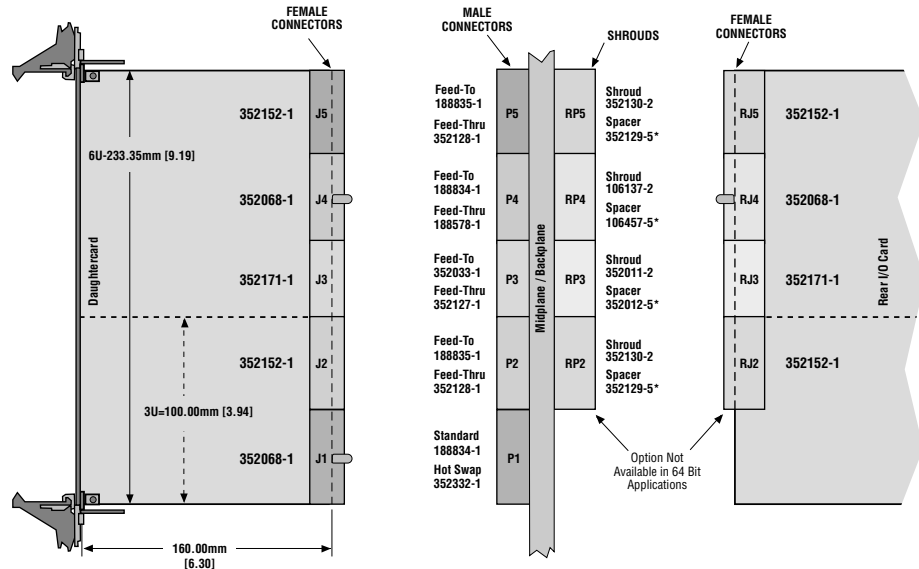 FEMALE
CONNECTORS
MALE
CONNECTORS
SHROUDS
FEMALE
CONNECTORS
352152-1
J5
6U-233.35mm [9.19]
352068-1
J4
Daughtercard
352171-1
J3
352152-1
J2
3U=100.00mm [3.94]
352068-1
J1
160.00mm
[6.30]
Feed-To
188835-1
Feed-Thru
352128-1
P5
Feed-To
188834-1
Feed-Thru
188578-1
P4
Feed-To
352033-1
Feed-Thru
352127-1
P3
Feed-To
188835-1
Feed-Thru
352128-1
P2
Standard
188834-1
Hot Swap
352332-1
P1
Midplane / Backplane
RP5
Shroud
352130-2
Spacer
352129-5*
RP4
Shroud
106137-2
Spacer
106457-5*
RP3
Shroud
352011-2
Spacer
352012-5*
RP2
Shroud
352130-2
Spacer
352129-5*
Option Not
Available in 64 Bit
Applications
RJ5
352152-1
RJ4
352068-1
RJ3
352171-1
RJ2
352152-1
Rear I/O Card